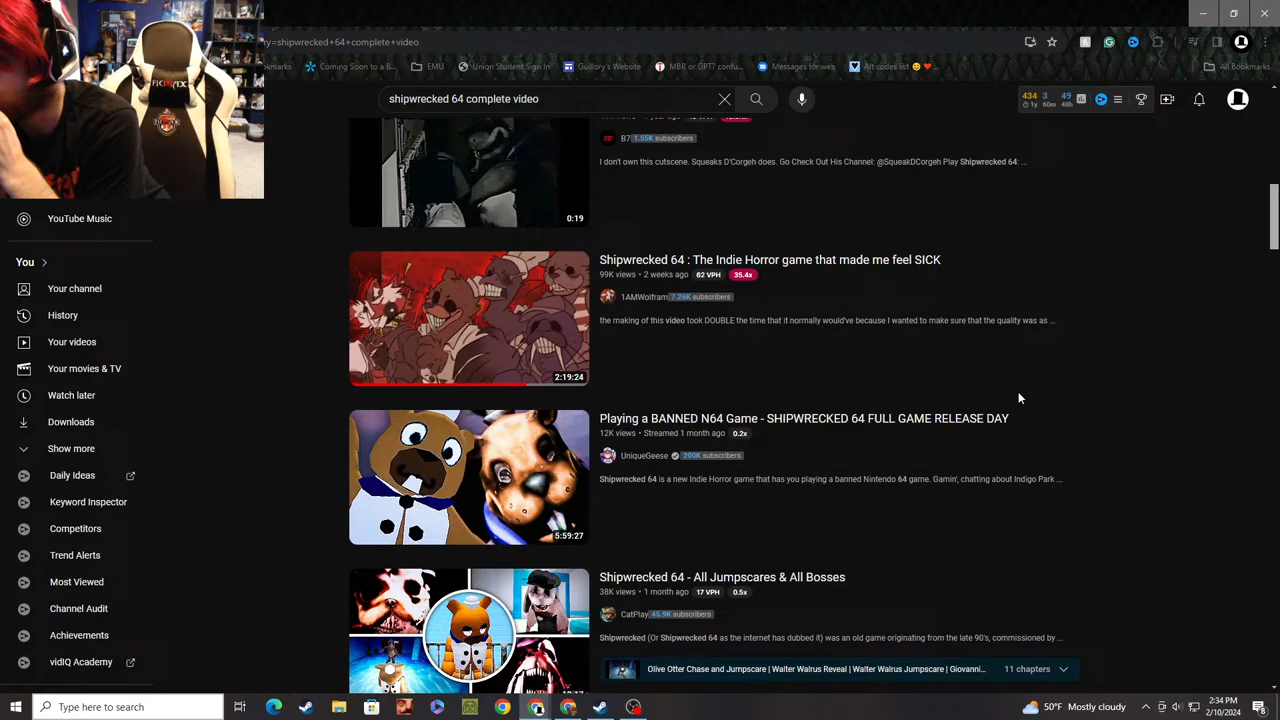 ry=shipwrecked+64+complete+video
okmarks
Coming Soon to a B...
EMU
Union Student Sign In
Guillory's Website
MBR or GPT? confu...
Messages for web
Alt codes list 😀 ❤...
All Bookmarks
shipwrecked 64 complete video
434 3 49
1y 60m 48h
B7 1.55K subscribers
I don't own this cutscene. Squeaks D'Corgeh does. Go Check Out His Channel: @SqueakDCorgeh Play Shipwrecked 64: ...
0:19
YouTube Music
You
Your channel
History
Your videos
Your movies & TV
Watch later
Downloads
Show more
Daily Ideas
Keyword Inspector
Competitors
Trend Alerts
Most Viewed
Channel Audit
Achievements
vidIQ Academy
Shipwrecked 64 : The Indie Horror game that made me feel SICK
99K views • 2 weeks ago 62 VPH 35.4x
1AMWolfram 7.26K subscribers
the making of this video took DOUBLE the time that it normally would've because I wanted to make sure that the quality was as ...
2:19:24
Playing a BANNED N64 Game - SHIPWRECKED 64 FULL GAME RELEASE DAY
12K views • Streamed 1 month ago 0.2x
UniqueGeese 200K subscribers
Shipwrecked 64 is a new Indie Horror game that has you playing a banned Nintendo 64 game. Gamin', chatting about Indigo Park ...
5:59:27
Shipwrecked 64 - All Jumpscares & All Bosses
38K views • 1 month ago 17 VPH 0.5x
CatPlay 45.9K subscribers
Shipwrecked (Or Shipwrecked 64 as the internet has dubbed it) was an old game originating from the late 90's, commissioned by ...
Olive Otter Chase and Jumpscare | Walter Walrus Reveal | Walter Walrus Jumpscare | Giovanni...
11 chapters
Type here to search
50°F Mostly cloudy
2:34 PM
2/10/2024